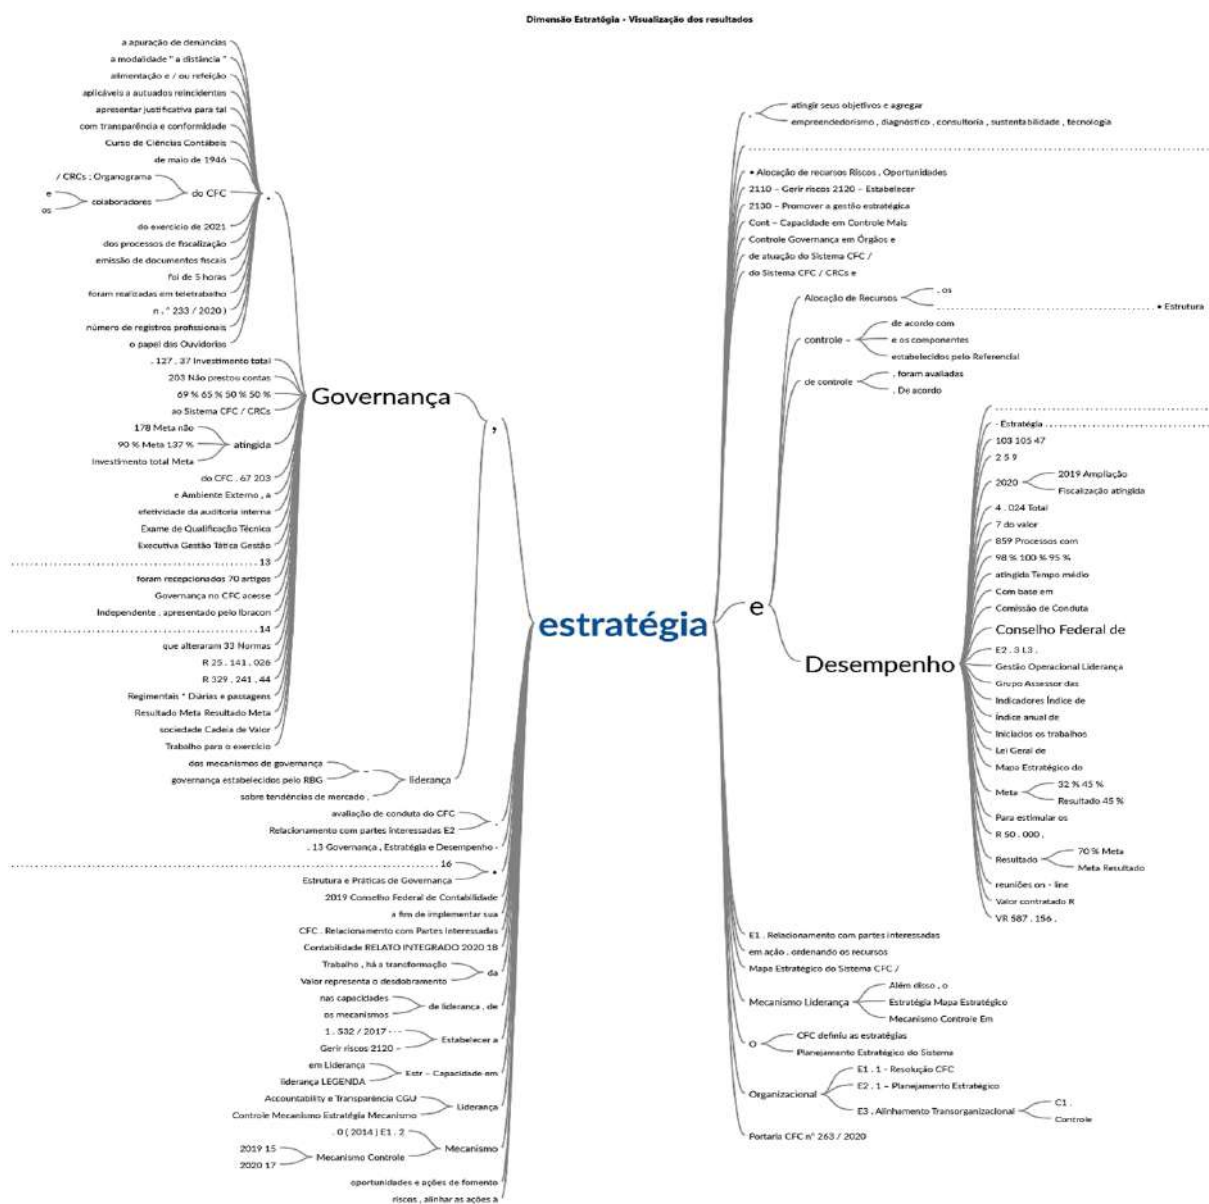 Dimensão Estratégia - Visualização dos resultados
a apuração de denúncias
a modalidade " a distância "
alimentação e / ou refeição
aplicáveis a autuados reincidentes
apresentar justificativa para tal
com transparência e conformidade
Curso de Ciências Contábeis
de maio de 1946
/ CRCs ; Organograma
do CFC
e
colaboradores
os
.
do exercício de 2021
dos processos de fiscalização
emissão de documentos fiscais
foi de 5 horas
foram realizadas em teletrabalho
n . ° 233 / 2020 )
número de registros profissionais
o papel das Ouvidorias
. 127 , 37 Investimento total
203 Não prestou contas
69 % 65 % 50 % 50 %
Governança
ao Sistema CFC / CRCs
178 Meta não
90 % Meta 137 %
atingida
Investimento total Meta
do CFC . 67 203
e Ambiente Externo , a
efetividade da auditoria interna
Exame de Qualificação Técnica
Executiva Gestão Tática Gestão
13
foram recepcionados 70 artigos
Governança no CFC acesse
Independente , apresentado pelo Ibracon
14
que alteraram 33 Normas
R 25 . 141 , 026
R 329 . 241 , 44
Regimentais * Diárias e passagens
Resultado Meta Resultado Meta
sociedade Cadeia de Valor
Trabalho para o exercício
,
dos mecanismos de governança
governança estabelecidos pelo RBG
–
liderança
sobre tendências de mercado ,
avaliação de conduta do CFC
.
Relacionamento com partes interessadas E2
. 13 Governança , Estratégia e Desempenho -
16
•
Estrutura e Práticas de Governança
2019 Conselho Federal de Contabilidade
a fim de implementar sua
CFC . Relacionamento com Partes Interessadas
Contabilidade RELATO INTEGRADO 2020 18
Trabalho , há a transformação
da
Valor representa o desdobramento
nas capacidades
de liderança , de
os mecanismos
1 . 532 / 2017 - - -
Estabelecer a
Gerir riscos 2120 –
em Liderança
Estr – Capacidade em
liderança LEGENDA
Accountability e Transparência CGU
Liderança
Controle Mecanismo Estratégia Mecanismo
. 0 ( 2014 ) E1 . 2
Mecanismo
2019 15
Mecanismo Controle
2020 17
oportunidades e ações de fomento
riscos , alinhar as ações à
estratégia
.
atingir seus objetivos e agregar
empreendedorismo , diagnóstico , consultoria , sustentabilidade , tecnologia
• Alocação de recursos Riscos , Oportunidades
2110 – Gerir riscos 2120 – Estabelecer
2130 – Promover a gestão estratégica
Cont – Capacidade em Controle Mais
Controle Governança em Órgãos e
de atuação do Sistema CFC /
do Sistema CFC / CRCs e
e
Alocação de Recursos
. os
• Estrutura
controle –
de acordo com
e os componentes
estabelecidos pelo Referencial
de controle
, foram avaliadas
. De acordo
Desempenho
- Estratégia
103 105 47
2 5 9
2020
2019 Ampliação
Fiscalização atingida
4 . 024 Total
7 do valor
859 Processos com
98 % 100 % 95 %
atingida Tempo médio
Com base em
Comissão de Conduta
Conselho Federal de
E2 . 3 L3 .
Gestão Operacional Liderança
Grupo Assessor das
Indicadores Índice de
Índice anual de
Iniciados os trabalhos
Lei Geral de
Mapa Estratégico do
Meta
32 % 45 %
Resultado 45 %
Para estimular os
R 50 . 000 ,
Resultado
70 % Meta
Meta Resultado
reuniões on - line
Valor contratado R
VR 587 . 156 ,
E1 . Relacionamento com partes interessadas
em ação , ordenando os recursos
Mapa Estratégico do Sistema CFC /
Mecanismo Liderança
Além disso , o
Estratégia Mapa Estratégico
Mecanismo Controle Em
O
CFC definiu as estratégias
Planejamento Estratégico do Sistema
Organizacional
E1 . 1 - Resolução CFC
E2 . 1 – Planejamento Estratégico
E3 . Alinhamento Transorganizacional
C1 .
Controle
Portaria CFC n° 263 / 2020